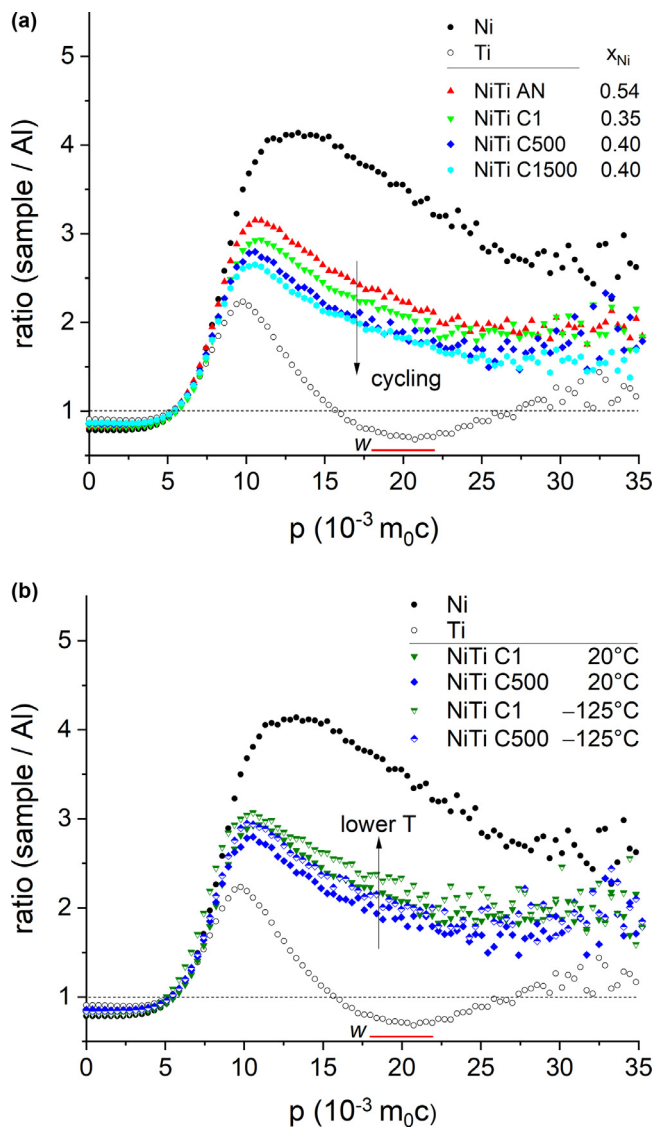 (a)
Ni
Ti x_Ni
NiTi AN 0.54
NiTi C1 0.35
NiTi C500 0.40
NiTi C1500 0.40
5
4
3
2
1
ratio (sample / Al)
cycling
w
0 5 10 15 20 25 30 35
p (10⁻³ m₀c)
(b)
Ni
Ti
NiTi C1 20°C
NiTi C500 20°C
NiTi C1 –125°C
NiTi C500 –125°C
5
4
3
2
1
ratio (sample / Al)
lower T
w
0 5 10 15 20 25 30 35
p (10⁻³ m₀c)